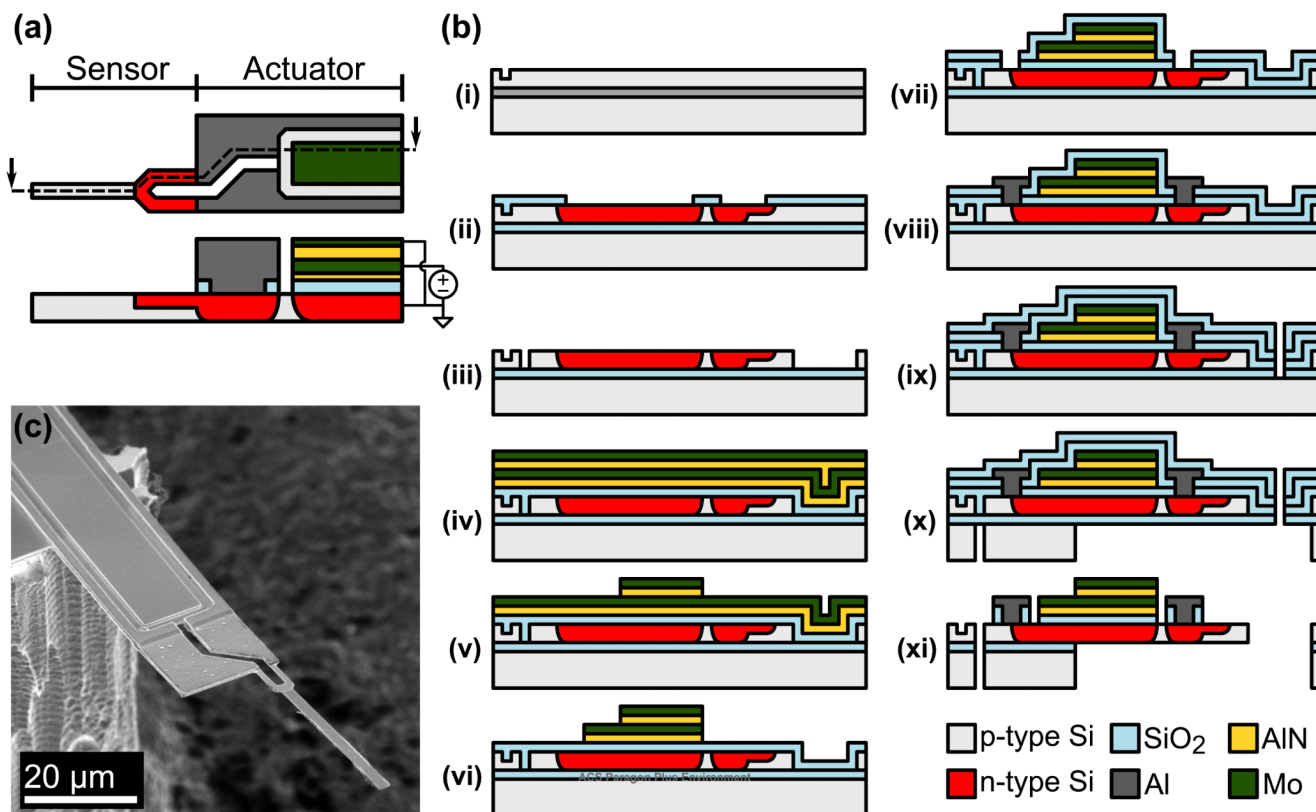 (a)
Sensor
Actuator
(b)
(i)
(ii)
(iii)
(iv)
(v)
(vi)
ACS Paragon Plus Environment
(vii)
(viii)
(ix)
(x)
(xi)
p-type Si
SiO₂
AlN
n-type Si
Al
Mo
(c)
20 µm